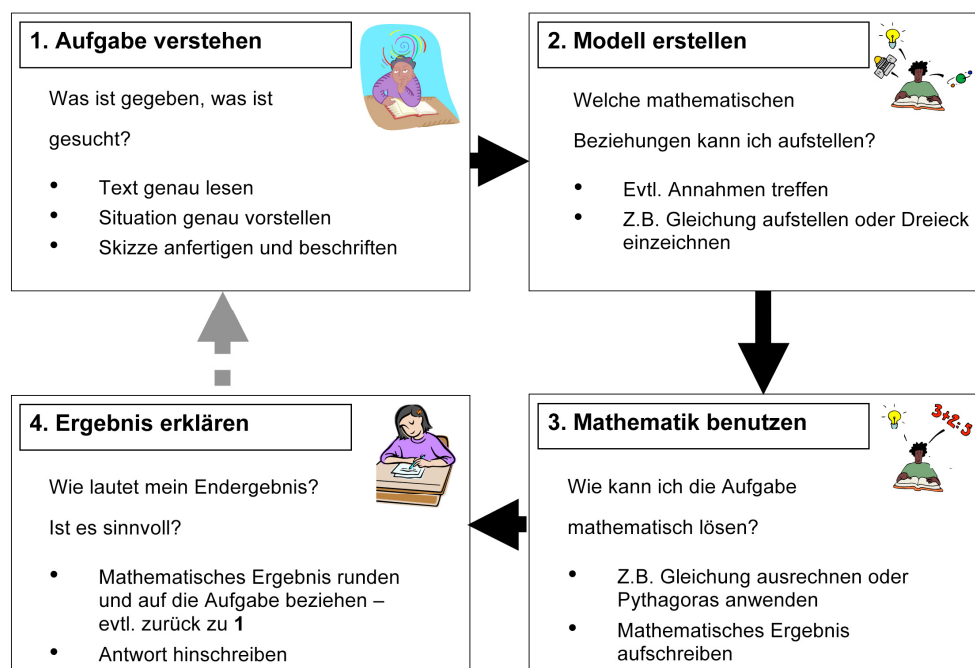 1. Aufgabe verstehen
Was ist gegeben, was ist
gesucht?
• Text genau lesen
• Situation genau vorstellen
• Skizze anfertigen und beschriften
2. Modell erstellen
Welche mathematischen
Beziehungen kann ich aufstellen?
• Evtl. Annahmen treffen
• Z.B. Gleichung aufstellen oder Dreieck
einzeichnen
3. Mathematik benutzen
3+2=5
Wie kann ich die Aufgabe
mathematisch lösen?
• Z.B. Gleichung ausrechnen oder
Pythagoras anwenden
• Mathematisches Ergebnis
aufschreiben
4. Ergebnis erklären
Wie lautet mein Endergebnis?
Ist es sinnvoll?
• Mathematisches Ergebnis runden
und auf die Aufgabe beziehen –
evtl. zurück zu 1
• Antwort hinschreiben